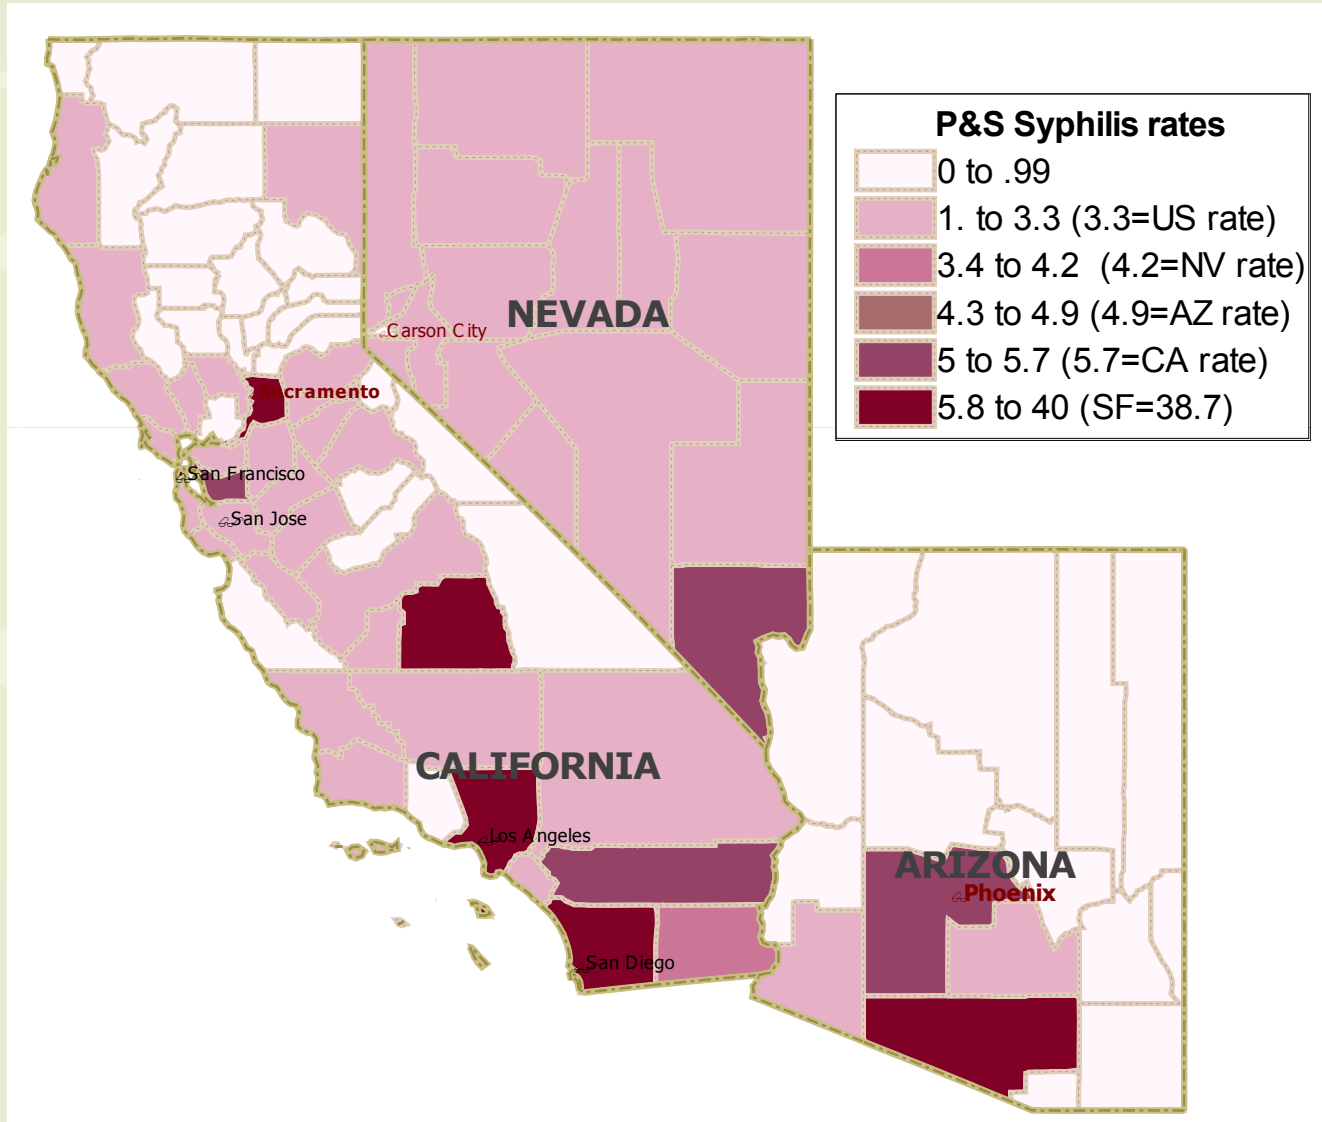 P&S Syphilis rates
0 to .99
1. to 3.3 (3.3=US rate)
3.4 to 4.2 (4.2=NV rate)
4.3 to 4.9 (4.9=AZ rate)
5 to 5.7 (5.7=CA rate)
5.8 to 40 (SF=38.7)
NEVADA
Carson City
Sacramento
San Francisco
San Jose
CALIFORNIA
Los Angeles
ARIZONA
Phoenix
San Diego